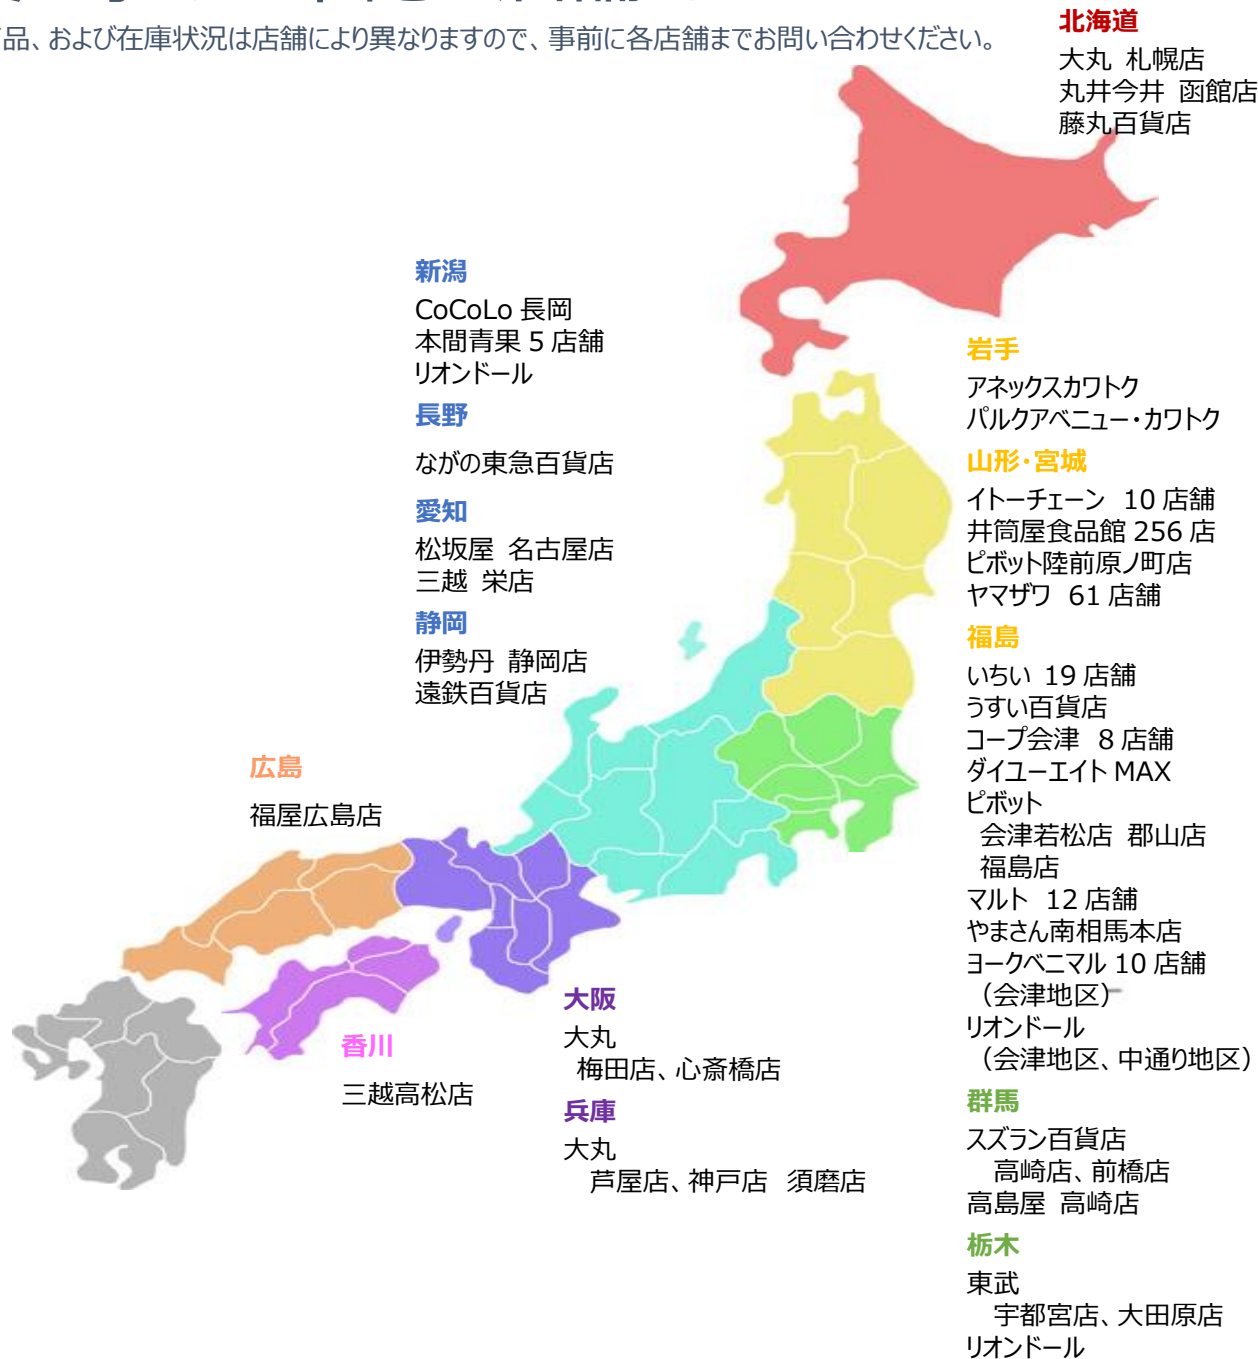 品、および在庫状況は店舗により異なりますので、事前に各店舗までお問い合わせください。
北海道
大丸 札幌店
丸井今井 函館店
藤丸百貨店
新潟
CoCoLo 長岡
本間青果 5 店舗
リオンドール
長野
ながの東急百貨店
愛知
松坂屋 名古屋店
三越 栄店
静岡
伊勢丹 静岡店
遠鉄百貨店
広島
福屋広島店
香川
三越高松店
大阪
大丸
梅田店、心斎橋店
兵庫
大丸
芦屋店、神戸店 須磨店
岩手
アネックスカワトク
パルクアベニュー・カワトク
山形・宮城
イトーチェーン 10 店舗
井筒屋食品館 256 店
ピボット陸前原ノ町店
ヤマザワ 61 店舗
福島
いちい 19 店舗
うすい百貨店
コープ会津 8 店舗
ダイユーエイト MAX
ピボット
会津若松店 郡山店
福島店
マルト 12 店舗
やまさん南相馬本店
ヨークベニマル 10 店舗
（会津地区）
リオンドール
（会津地区、中通り地区）
群馬
スズラン百貨店
高崎店、前橋店
高島屋 高崎店
栃木
東武
宇都宮店、大田原店
リオンドール